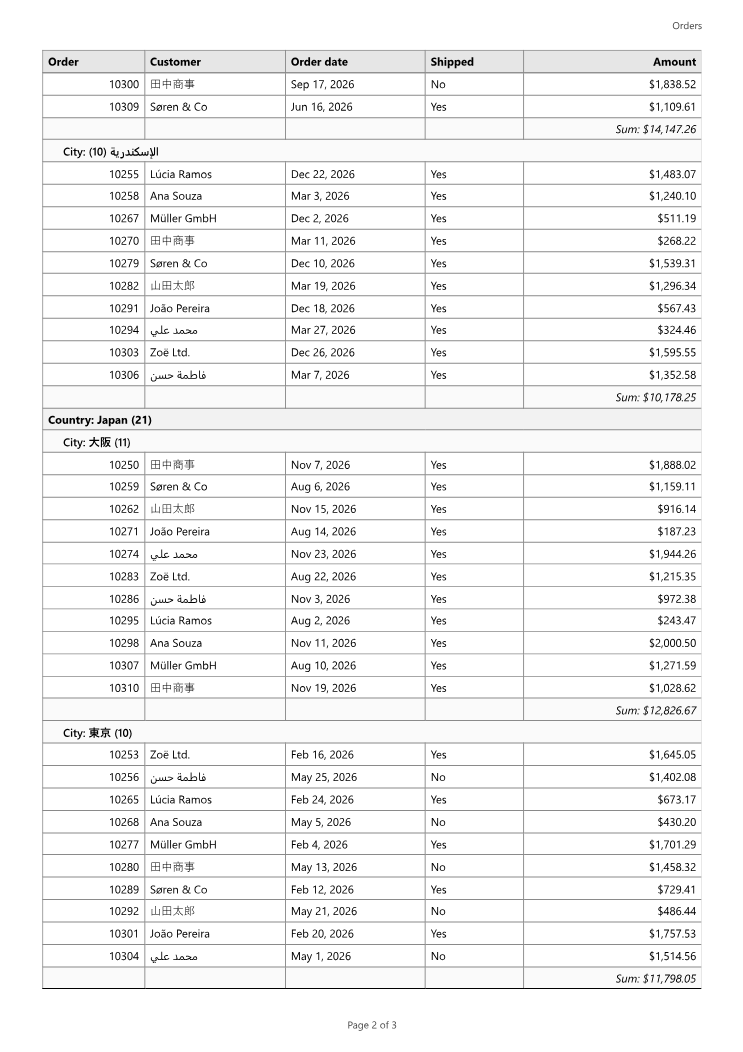 Orders
Order Customer Order date Shipped Amount
10300 田中商事 Sep 17, 2026 No $1,838.52
10309 Søren & Co Jun 16, 2026 Yes $1,109.61
Sum: $14,147.26
City: الإسكندرية (10)
10255 Lúcia Ramos Dec 22, 2026 Yes $1,483.07
10258 Ana Souza Mar 3, 2026 Yes $1,240.10
10267 Müller GmbH Dec 2, 2026 Yes $511.19
10270 田中商事 Mar 11, 2026 Yes $268.22
10279 Søren & Co Dec 10, 2026 Yes $1,539.31
10282 山田太郎 Mar 19, 2026 Yes $1,296.34
10291 João Pereira Dec 18, 2026 Yes $567.43
10294 محمد علي Mar 27, 2026 Yes $324.46
10303 Zoë Ltd. Dec 26, 2026 Yes $1,595.55
10306 فاطمة حسن Mar 7, 2026 Yes $1,352.58
Sum: $10,178.25
Country: Japan (21)
City: 大阪 (11)
10250 田中商事 Nov 7, 2026 Yes $1,888.02
10259 Søren & Co Aug 6, 2026 Yes $1,159.11
10262 山田太郎 Nov 15, 2026 Yes $916.14
10271 João Pereira Aug 14, 2026 Yes $187.23
10274 محمد علي Nov 23, 2026 Yes $1,944.26
10283 Zoë Ltd. Aug 22, 2026 Yes $1,215.35
10286 فاطمة حسن Nov 3, 2026 Yes $972.38
10295 Lúcia Ramos Aug 2, 2026 Yes $243.47
10298 Ana Souza Nov 11, 2026 Yes $2,000.50
10307 Müller GmbH Aug 10, 2026 Yes $1,271.59
10310 田中商事 Nov 19, 2026 Yes $1,028.62
Sum: $12,826.67
City: 東京 (10)
10253 Zoë Ltd. Feb 16, 2026 Yes $1,645.05
10256 فاطمة حسن May 25, 2026 No $1,402.08
10265 Lúcia Ramos Feb 24, 2026 Yes $673.17
10268 Ana Souza May 5, 2026 No $430.20
10277 Müller GmbH Feb 4, 2026 Yes $1,701.29
10280 田中商事 May 13, 2026 No $1,458.32
10289 Søren & Co Feb 12, 2026 Yes $729.41
10292 山田太郎 May 21, 2026 No $486.44
10301 João Pereira Feb 20, 2026 Yes $1,757.53
10304 محمد علي May 1, 2026 No $1,514.56
Sum: $11,798.05
Page 2 of 3